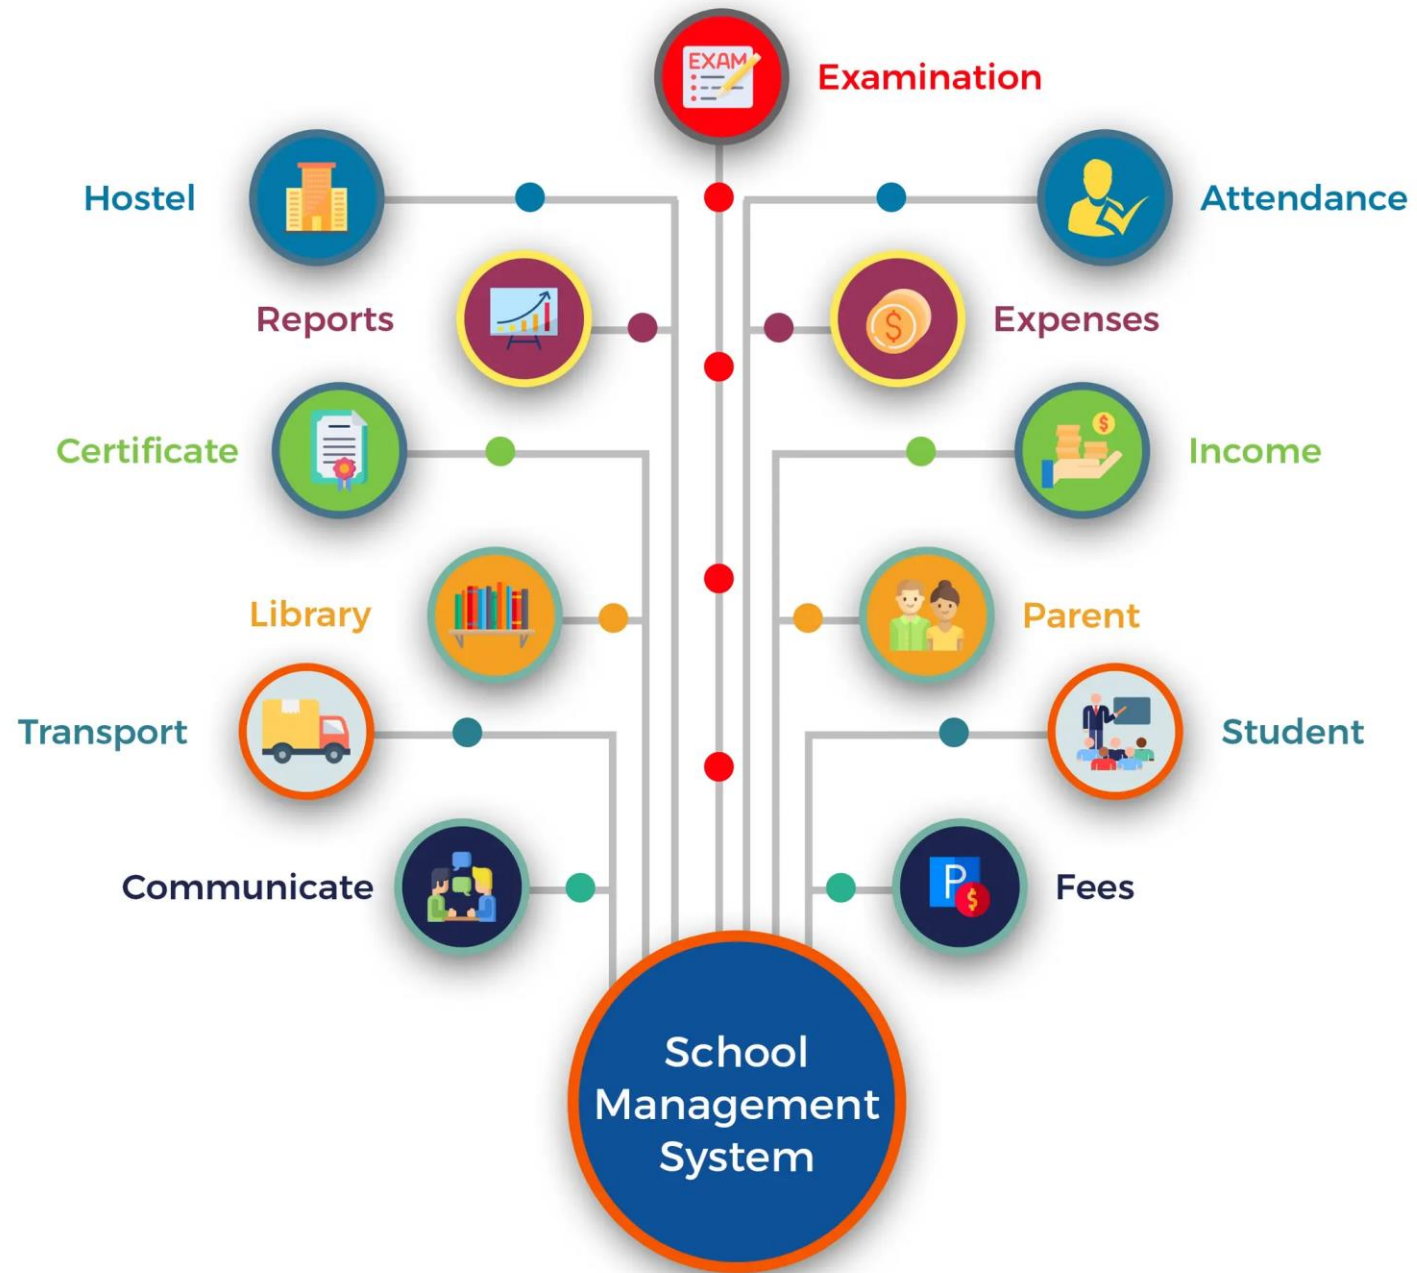 EXAM
Examination
Hostel
Attendance
Reports
Expenses
Certificate
Income
Library
Parent
Transport
Student
Communicate
P
$
Fees
$
$
School
Management
System